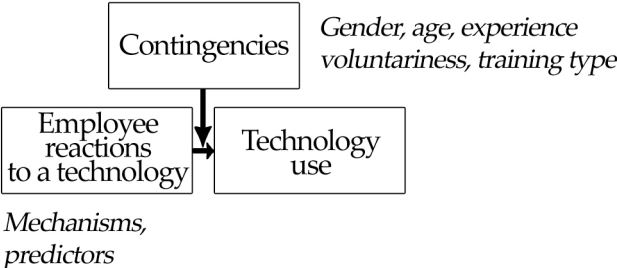 Contingencies
Gender, age, experience
voluntariness, training type
Employee
reactions
to a technology
Technology
use
Mechanisms,
predictors